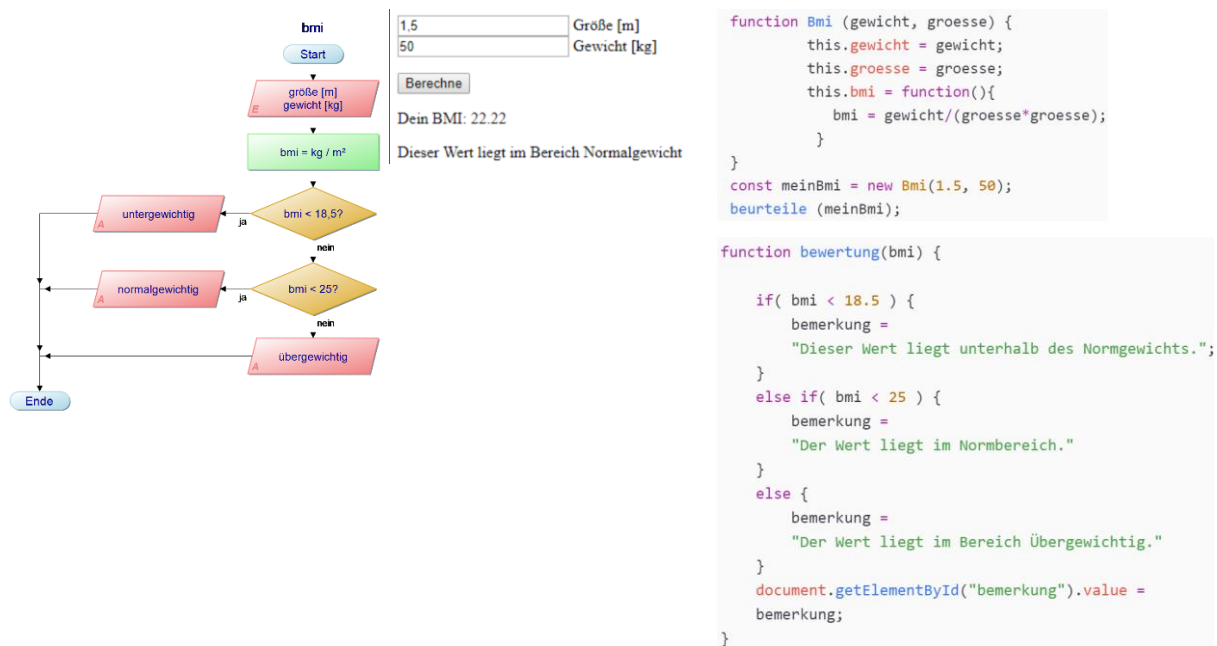 bmi
Start
größe [m]
gewicht [kg]
E
bmi = kg / m²
untergewichtig
A
ja
bmi < 18,5?
nein
normalgewichtig
A
ja
bmi < 25?
nein
übergewichtig
A
Ende
1,5 Größe [m]
50 Gewicht [kg]
Berechne
Dein BMI: 22.22
Dieser Wert liegt im Bereich Normalgewicht
function Bmi (gewicht, groesse) {
this.gewicht = gewicht;
this.groesse = groesse;
this.bmi = function(){
bmi = gewicht/(groesse*groesse);
}
}
const meinBmi = new Bmi(1.5, 50);
beurteile (meinBmi);
function bewertung(bmi) {
if( bmi < 18.5 ) {
bemerkung =
"Dieser Wert liegt unterhalb des Normgewichts.";
}
else if( bmi < 25 ) {
bemerkung =
"Der Wert liegt im Normbereich."
}
else {
bemerkung =
"Der Wert liegt im Bereich Übergewichtig."
}
document.getElementById("bemerkung").value =
bemerkung;
}